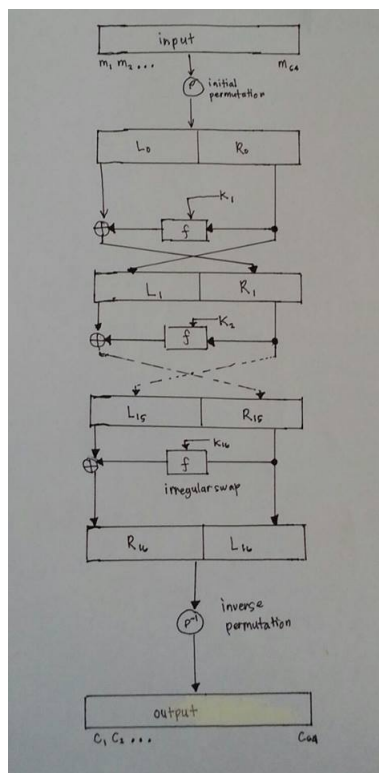 input
m₁ m₂ ... m₆₄
P initial
permutation
L₀ R₀
K₁
f
L₁ R₁
K₂
f
L₁₅ R₁₅
K₁₆
f
irregular swap
R₁₆ L₁₆
inverse
P⁻¹ permutation
output
C₁ C₂ ... C₆₄